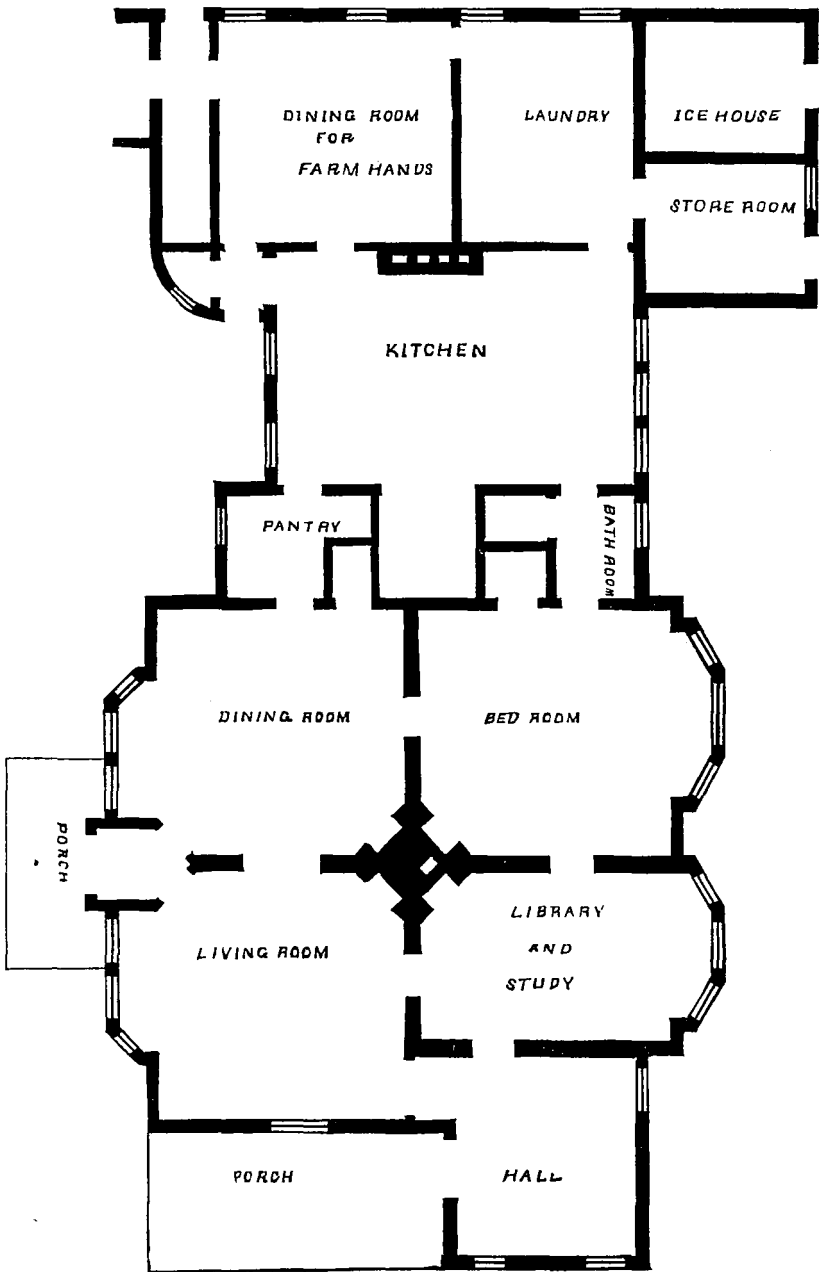 DINING ROOM
FOR
FARM HANDS
LAUNDRY
ICE HOUSE
STORE ROOM
KITCHEN
PANTRY
BATH ROOM
DINING ROOM
BED ROOM
PORCH
LIVING ROOM
LIBRARY
AND
STUDY
PORCH
HALL